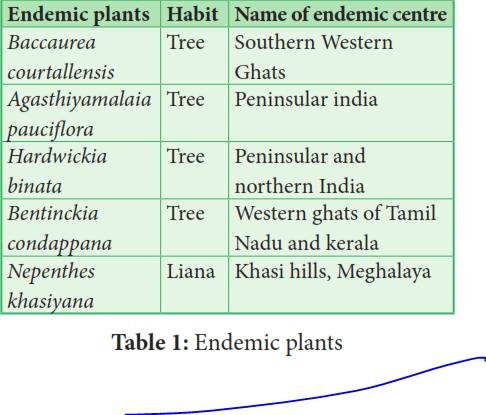 Endemic plants Habit Name of endemic centre
Baccaurea Tree Southern Western
courtallensis Ghats
Agasthiyamalaia Tree Peninsular india
pauciflora
Hardwickia Tree Peninsular and
binata northern India
Bentinckia Tree Western ghats of Tamil
condappana Nadu and kerala
Nepenthes Liana Khasi hills, Meghalaya
khasiyana
Table 1: Endemic plants